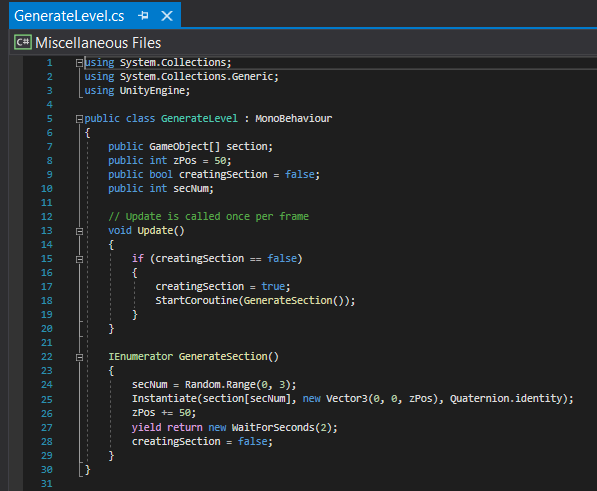 GenerateLevel.cs
C# Miscellaneous Files
1 using System.Collections;
2 using System.Collections.Generic;
3 using UnityEngine;
4
5 public class GenerateLevel : MonoBehaviour
6 {
7 public GameObject[] section;
8 public int zPos = 50;
9 public bool creatingSection = false;
10 public int secNum;
11
12 // Update is called once per frame
13 void Update()
14 {
15 if (creatingSection == false)
16 {
17 creatingSection = true;
18 StartCoroutine(GenerateSection());
19 }
20 }
21
22 IEnumerator GenerateSection()
23 {
24 secNum = Random.Range(0, 3);
25 Instantiate(section[secNum], new Vector3(0, 0, zPos), Quaternion.identity);
26 zPos += 50;
27 yield return new WaitForSeconds(2);
28 creatingSection = false;
29 }
30 }
31